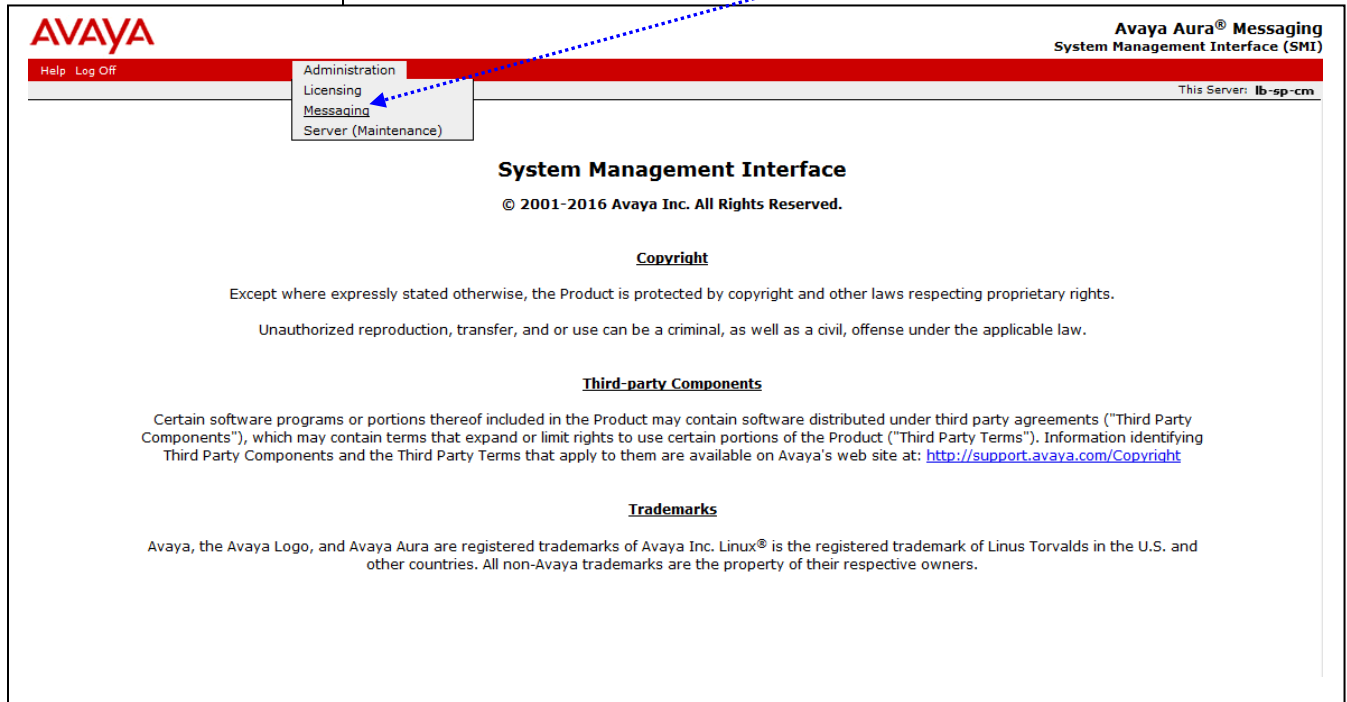 AVAYA
Avaya Aura® Messaging
System Management Interface (SMI)
Help Log Off
Administration
Licensing
Messaging
Server (Maintenance)
This Server: lb-sp-cm
System Management Interface
© 2001-2016 Avaya Inc. All Rights Reserved.
Copyright
Except where expressly stated otherwise, the Product is protected by copyright and other laws respecting proprietary rights.
Unauthorized reproduction, transfer, and or use can be a criminal, as well as a civil, offense under the applicable law.
Third-party Components
Certain software programs or portions thereof included in the Product may contain software distributed under third party agreements ("Third Party
Components"), which may contain terms that expand or limit rights to use certain portions of the Product ("Third Party Terms"). Information identifying
Third Party Components and the Third Party Terms that apply to them are available on Avaya's web site at: http://support.avaya.com/Copyright
Trademarks
Avaya, the Avaya Logo, and Avaya Aura are registered trademarks of Avaya Inc. Linux® is the registered trademark of Linus Torvalds in the U.S. and
other countries. All non-Avaya trademarks are the property of their respective owners.